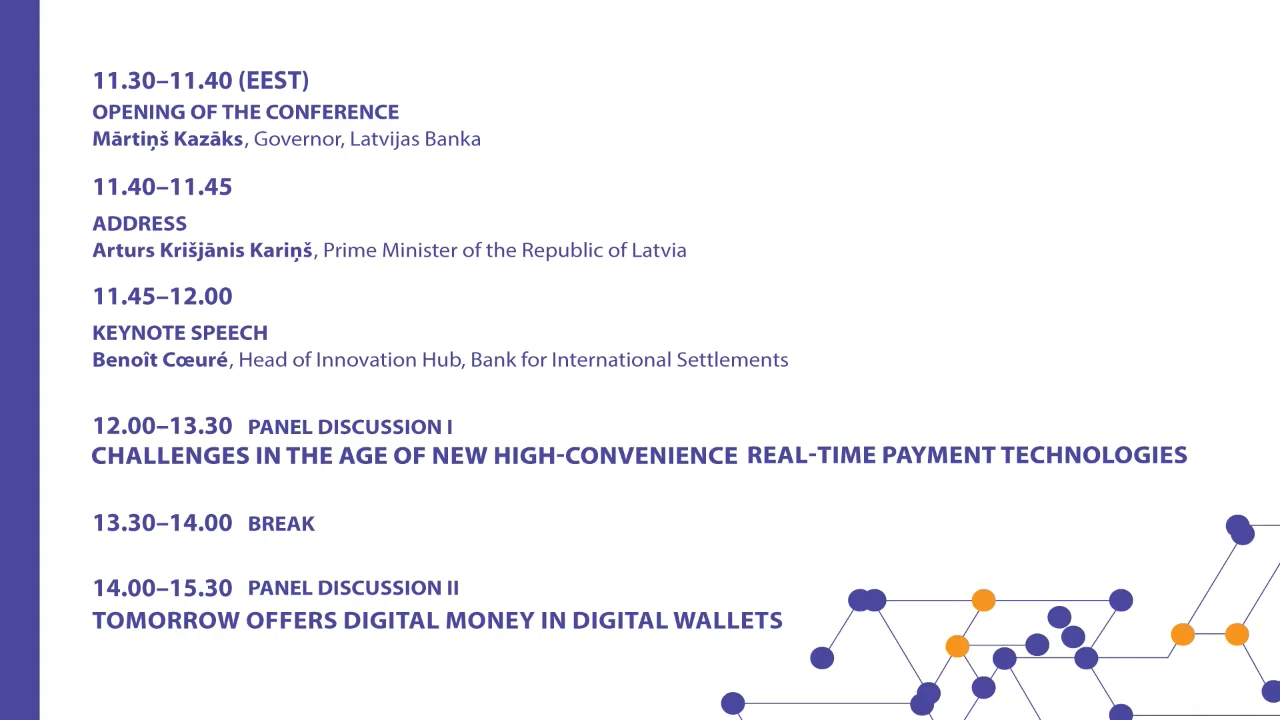 11.30–11.40 (EEST)
OPENING OF THE CONFERENCE
Mārtiņš Kazāks, Governor, Latvijas Banka
11.40–11.45
ADDRESS
Arturs Krišjānis Kariņš, Prime Minister of the Republic of Latvia
11.45–12.00
KEYNOTE SPEECH
Benoît Cœuré, Head of Innovation Hub, Bank for International Settlements
12.00–13.30 PANEL DISCUSSION I
CHALLENGES IN THE AGE OF NEW HIGH-CONVENIENCE REAL-TIME PAYMENT TECHNOLOGIES
13.30–14.00 BREAK
14.00–15.30 PANEL DISCUSSION II
TOMORROW OFFERS DIGITAL MONEY IN DIGITAL WALLETS